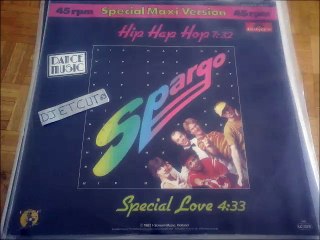 45 rpm Special Maxi Version 45 rpm
Hip Hap Hop 7:32
DANCE MUSIC
DJ E.T.CUT
Spargo
Special Love 4:33